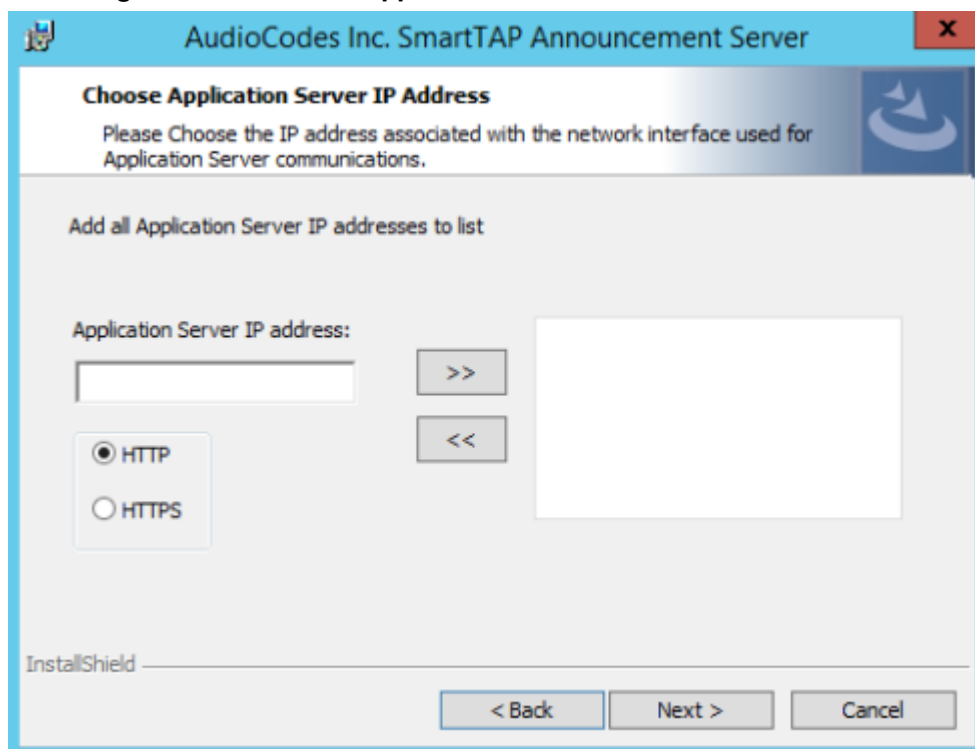 AudioCodes Inc. SmartTAP Announcement Server
x
Choose Application Server IP Address
Please Choose the IP address associated with the network interface used for
Application Server communications.
Add all Application Server IP addresses to list
Application Server IP address:
>>
<<
HTTP
HTTPS
InstallShield
< Back
Next >
Cancel